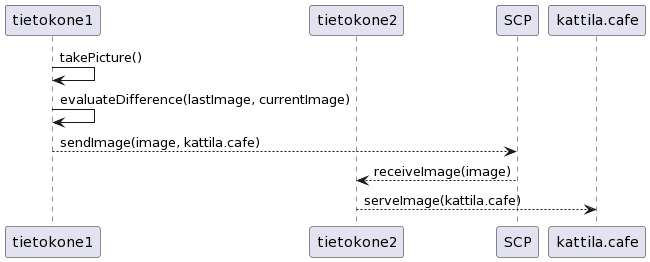 tietokone1 tietokone2 SCP kattila.cafe
takePicture()
evaluateDifference(lastImage, currentImage)
sendImage(image, kattila.cafe)
receiveImage(image)
serveImage(kattila.cafe)
tietokone1 tietokone2 SCP kattila.cafe